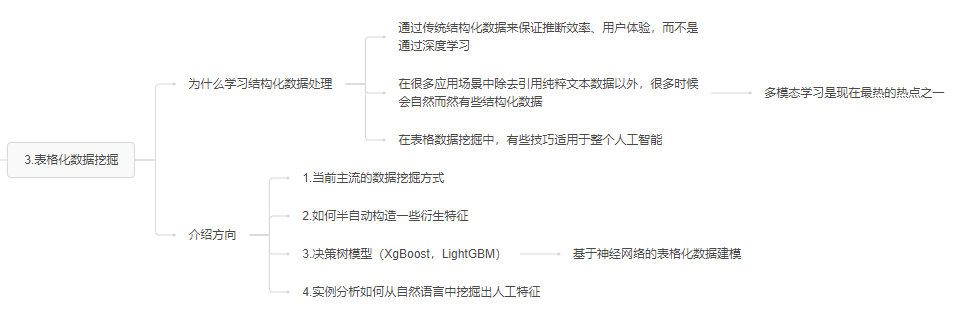 通过传统结构化数据来保证推断效率、用户体验，而不是
通过深度学习
为什么学习结构化数据处理
在很多应用场景中除去引用纯粹文本数据以外，很多时候
会自然而然有些结构化数据
多模态学习是现在最热的热点之一
在表格数据挖掘中，有些技巧适用于整个人工智能
3.表格化数据挖掘
1.当前主流的数据挖掘方式
2.如何半自动构造一些衍生特征
介绍方向
3.决策树模型（XgBoost，LightGBM）
基于神经网络的表格化数据建模
4.实例分析如何从自然语言中挖掘出人工特征